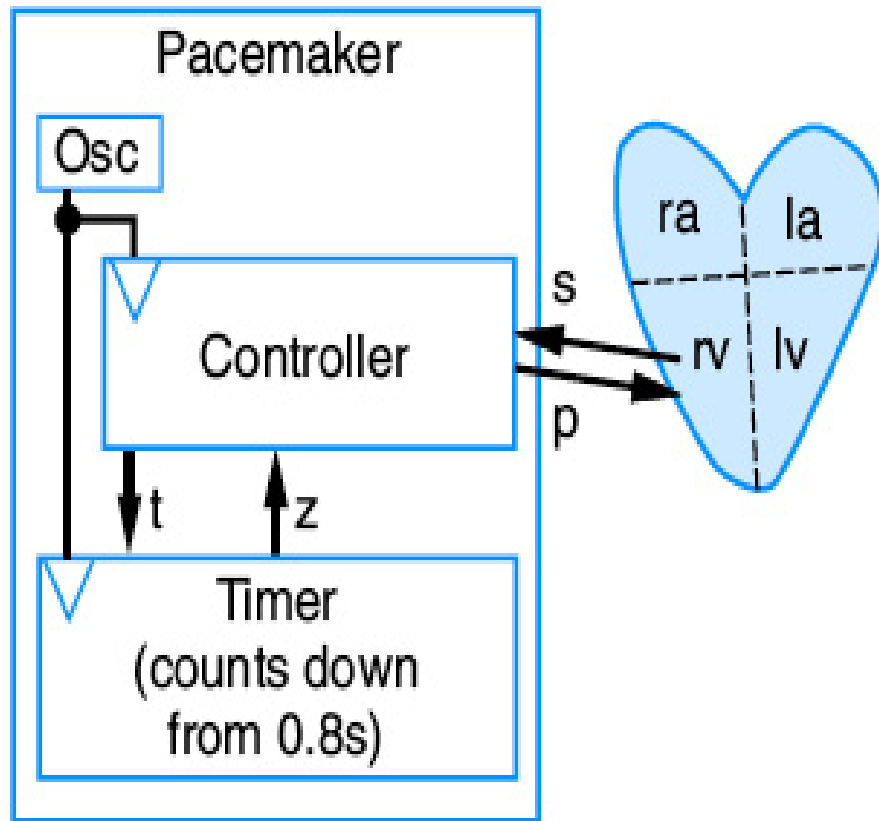 Pacemaker
Osc
ra
la
s
Controller
rv
lv
p
t
z
Timer
(counts down
from 0.8s)